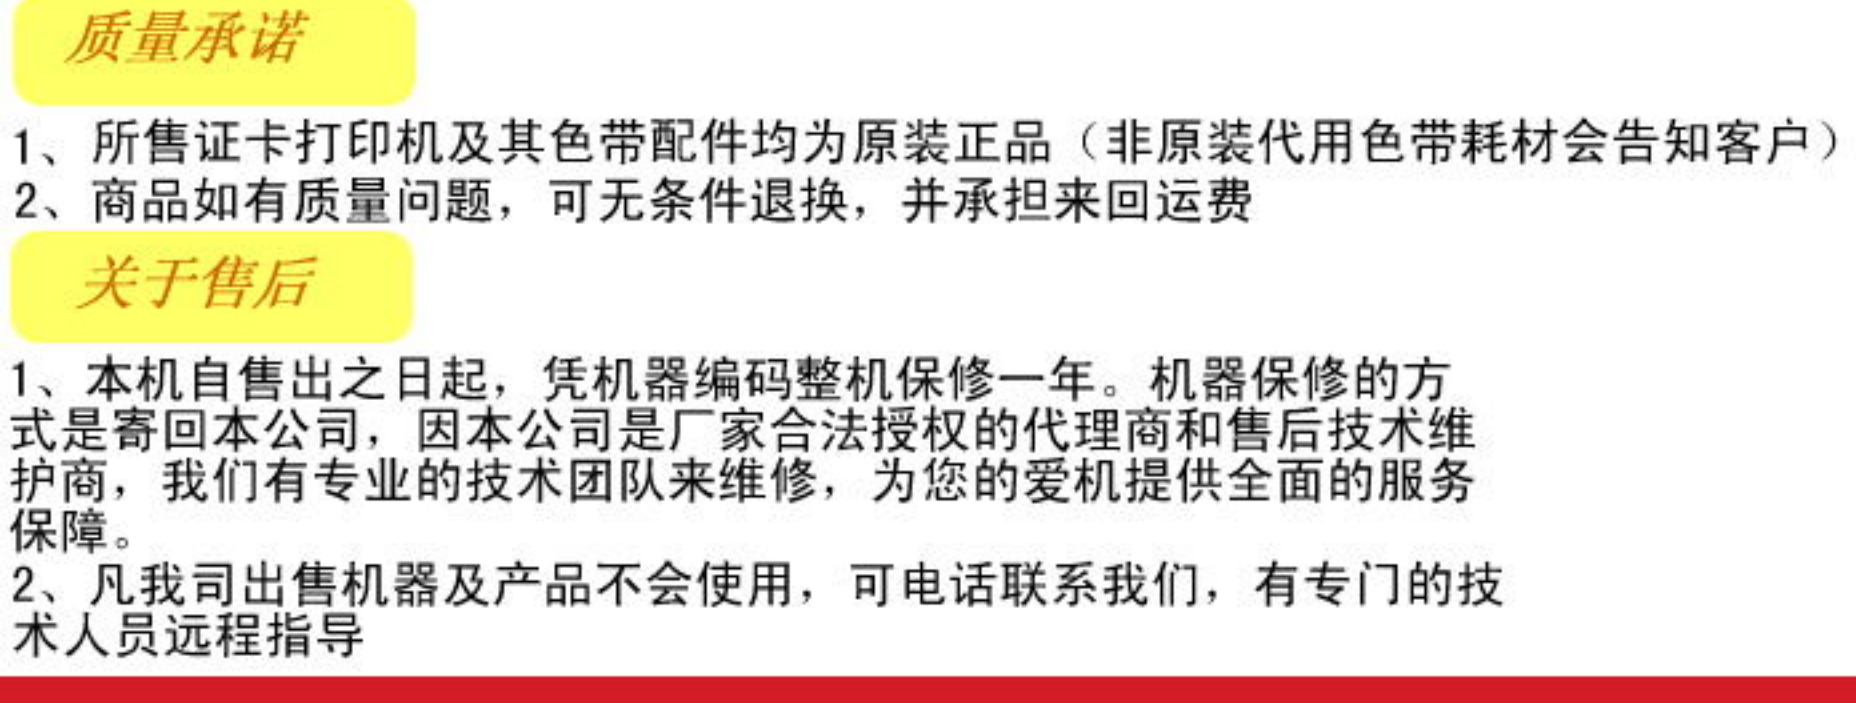 质量承诺
1、所售证卡打印机及其色带配件均为原装正品（非原装代用色带耗材会告知客户）
2、商品如有质量问题，可无条件退换，并承担来回运费
关于售后
1、本机自售出之日起，凭机器编码整机保修一年。机器保修的方
式是寄回本公司，因本公司是厂家合法授权的代理商和售后技术维
护商，我们有专业的技术团队来维修，为您的爱机提供全面的服务
保障。
2、凡我司出售机器及产品不会使用，可电话联系我们，有专门的技
术人员远程指导